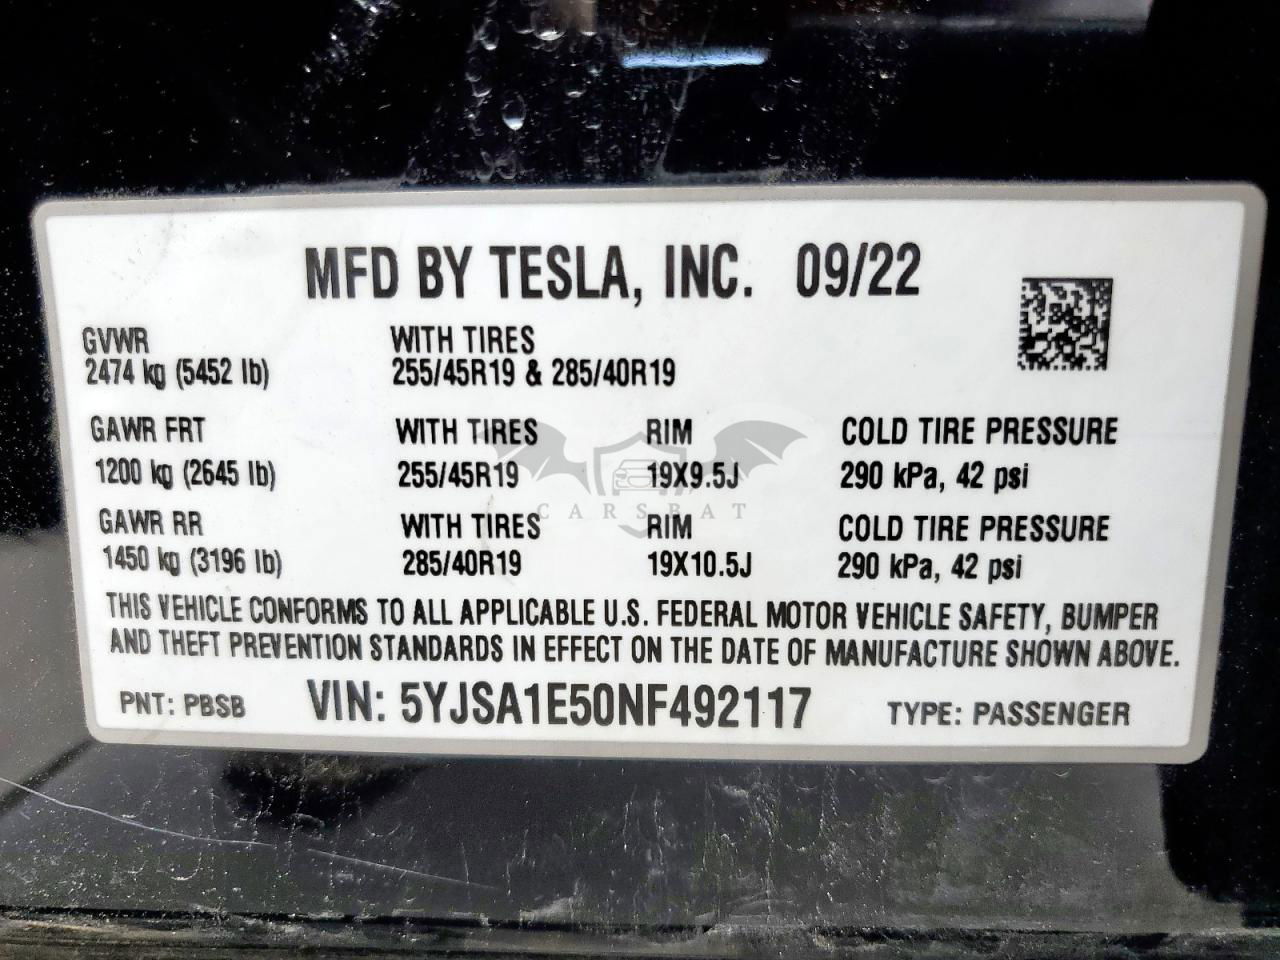 MFD BY TESLA, INC. 09/22
GVWR WITH TIRES
2474 kg (5452 lb) 255/45R19 & 285/40R19
GAWR FRT WITH TIRES RIM COLD TIRE PRESSURE
1200 kg (2645 lb) 255/45R19 19X9.5J 290 kPa, 42 psi
CARSBAT
GAWR RR WITH TIRES RIM COLD TIRE PRESSURE
1450 kg (3196 lb) 285/40R19 19X10.5J 290 kPa, 42 psi
THIS VEHICLE CONFORMS TO ALL APPLICABLE U.S. FEDERAL MOTOR VEHICLE SAFETY, BUMPER
AND THEFT PREVENTION STANDARDS IN EFFECT ON THE DATE OF MANUFACTURE SHOWN ABOVE.
PNT: PBSB VIN: 5YJSA1E50NF492117 TYPE: PASSENGER